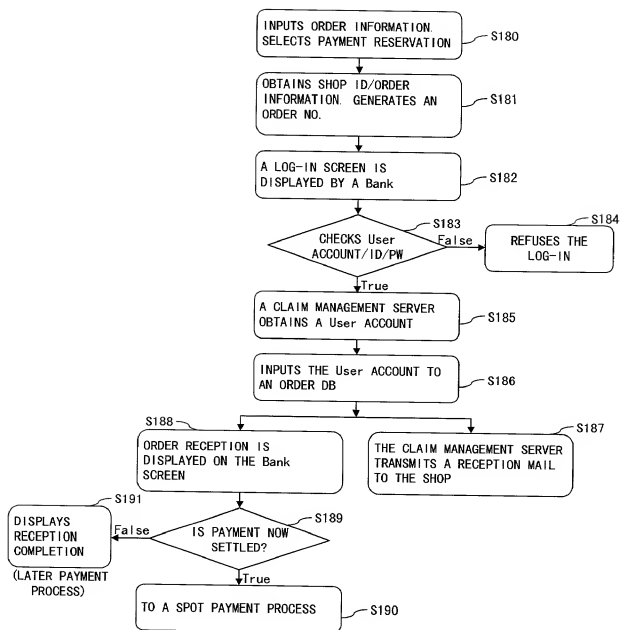 INPUTS ORDER INFORMATION.
SELECTS PAYMENT RESERVATION
S180
OBTAINS SHOP ID/ORDER
INFORMATION. GENERATES AN
ORDER NO.
S181
A LOG-IN SCREEN IS
DISPLAYED BY A Bank
S182
CHECKS User
ACCOUNT/ID/PW
S183
False
REFUSES THE
LOG-IN
S184
True
A CLAIM MANAGEMENT SERVER
OBTAINS A User ACCOUNT
S185
INPUTS THE User ACCOUNT TO
AN ORDER DB
S186
S188
ORDER RECEPTION IS
DISPLAYED ON THE Bank
SCREEN
S187
THE CLAIM MANAGEMENT SERVER
TRANSMITS A RECEPTION MAIL
TO THE SHOP
S191
DISPLAYS
RECEPTION
COMPLETION
(LATER PAYMENT
PROCESS)
False
IS PAYMENT NOW
SETTLED?
S189
True
TO A SPOT PAYMENT PROCESS
S190